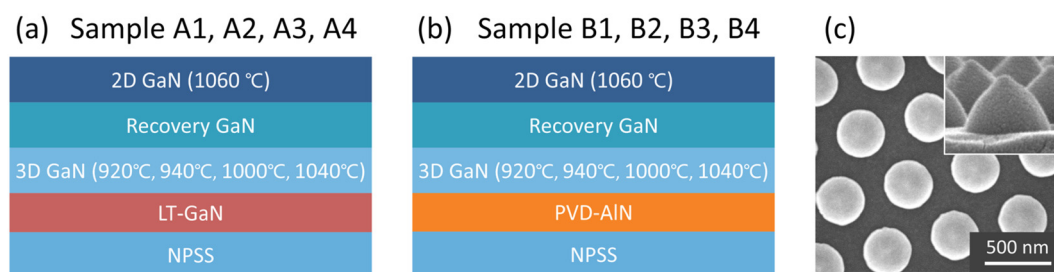 (a) Sample A1, A2, A3, A4
2D GaN (1060 ℃)
Recovery GaN
3D GaN (920℃, 940℃, 1000℃, 1040℃)
LT-GaN
NPSS
(b) Sample B1, B2, B3, B4
2D GaN (1060 ℃)
Recovery GaN
3D GaN (920℃, 940℃, 1000℃, 1040℃)
PVD-AlN
NPSS
(c)
500 nm